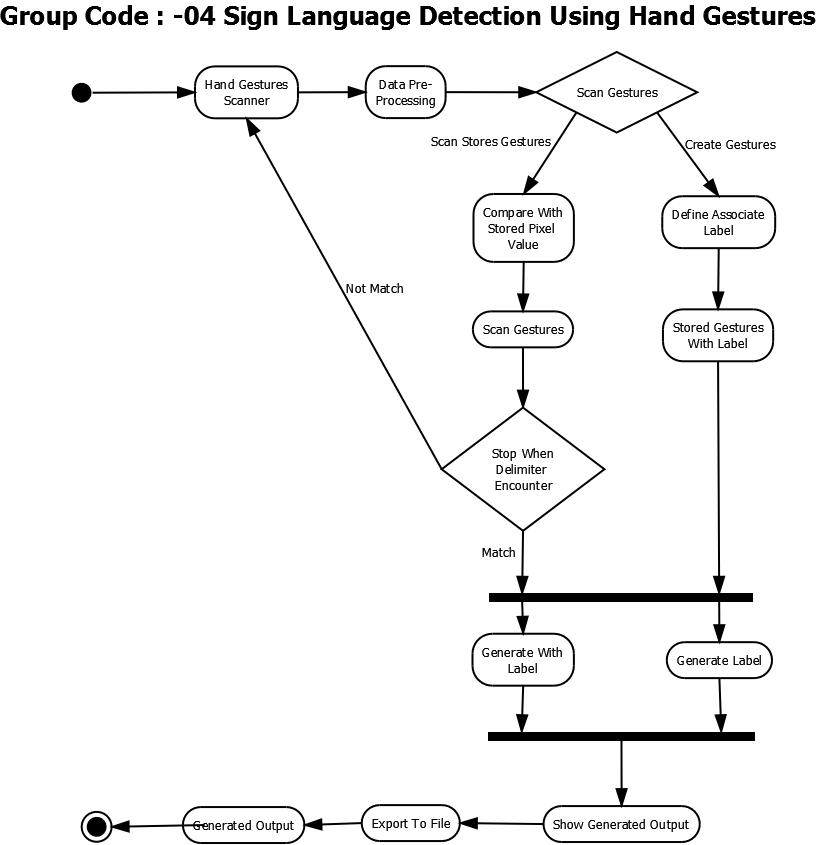 Group Code : -04 Sign Language Detection Using Hand Gestures
Hand Gestures
Scanner
Data Pre-
Processing
Scan Gestures
Scan Stores Gestures
Create Gestures
Compare With
Stored Pixel
Value
Define Associate
Label
Not Match
Scan Gestures
Stored Gestures
With Label
Stop When
Delimiter
Encounter
Match
Generate With
Label
Generate Label
Generated Output
Export To File
Show Generated Output